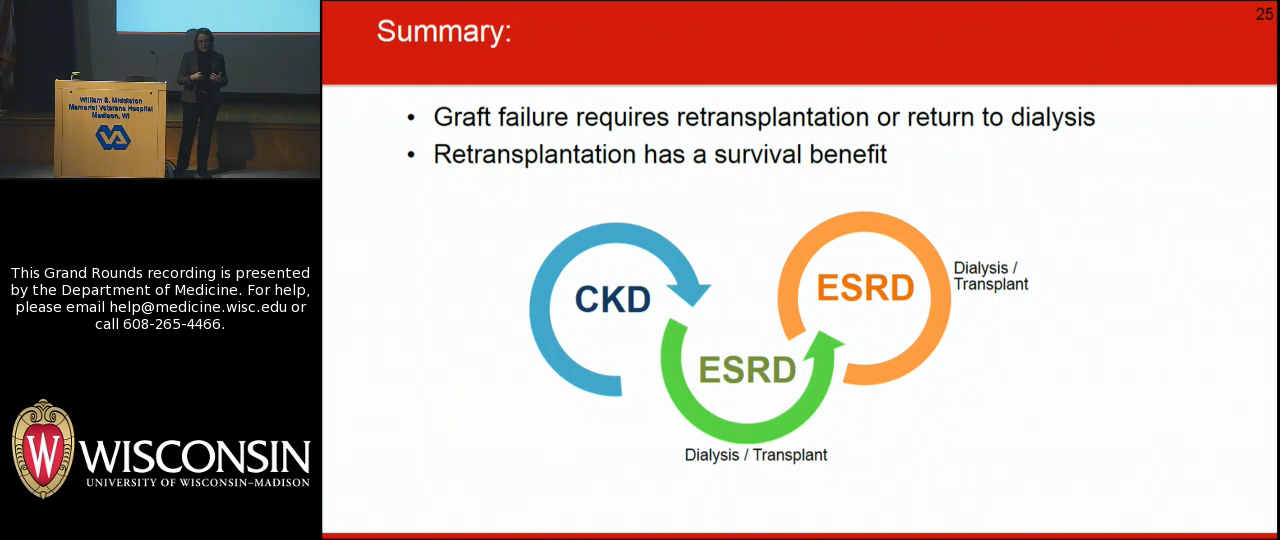 William S. Middleton
Memorial Veterans Hospital
Madison, WI
This Grand Rounds recording is presented
by the Department of Medicine. For help,
please email help@medicine.wisc.edu or
call 608-265-4466.
W
WISCONSIN
UNIVERSITY OF WISCONSIN–MADISON
25
Summary:
• Graft failure requires retransplantation or return to dialysis
• Retransplantation has a survival benefit
CKD
ESRD
Dialysis / Transplant
ESRD
Dialysis /
Transplant